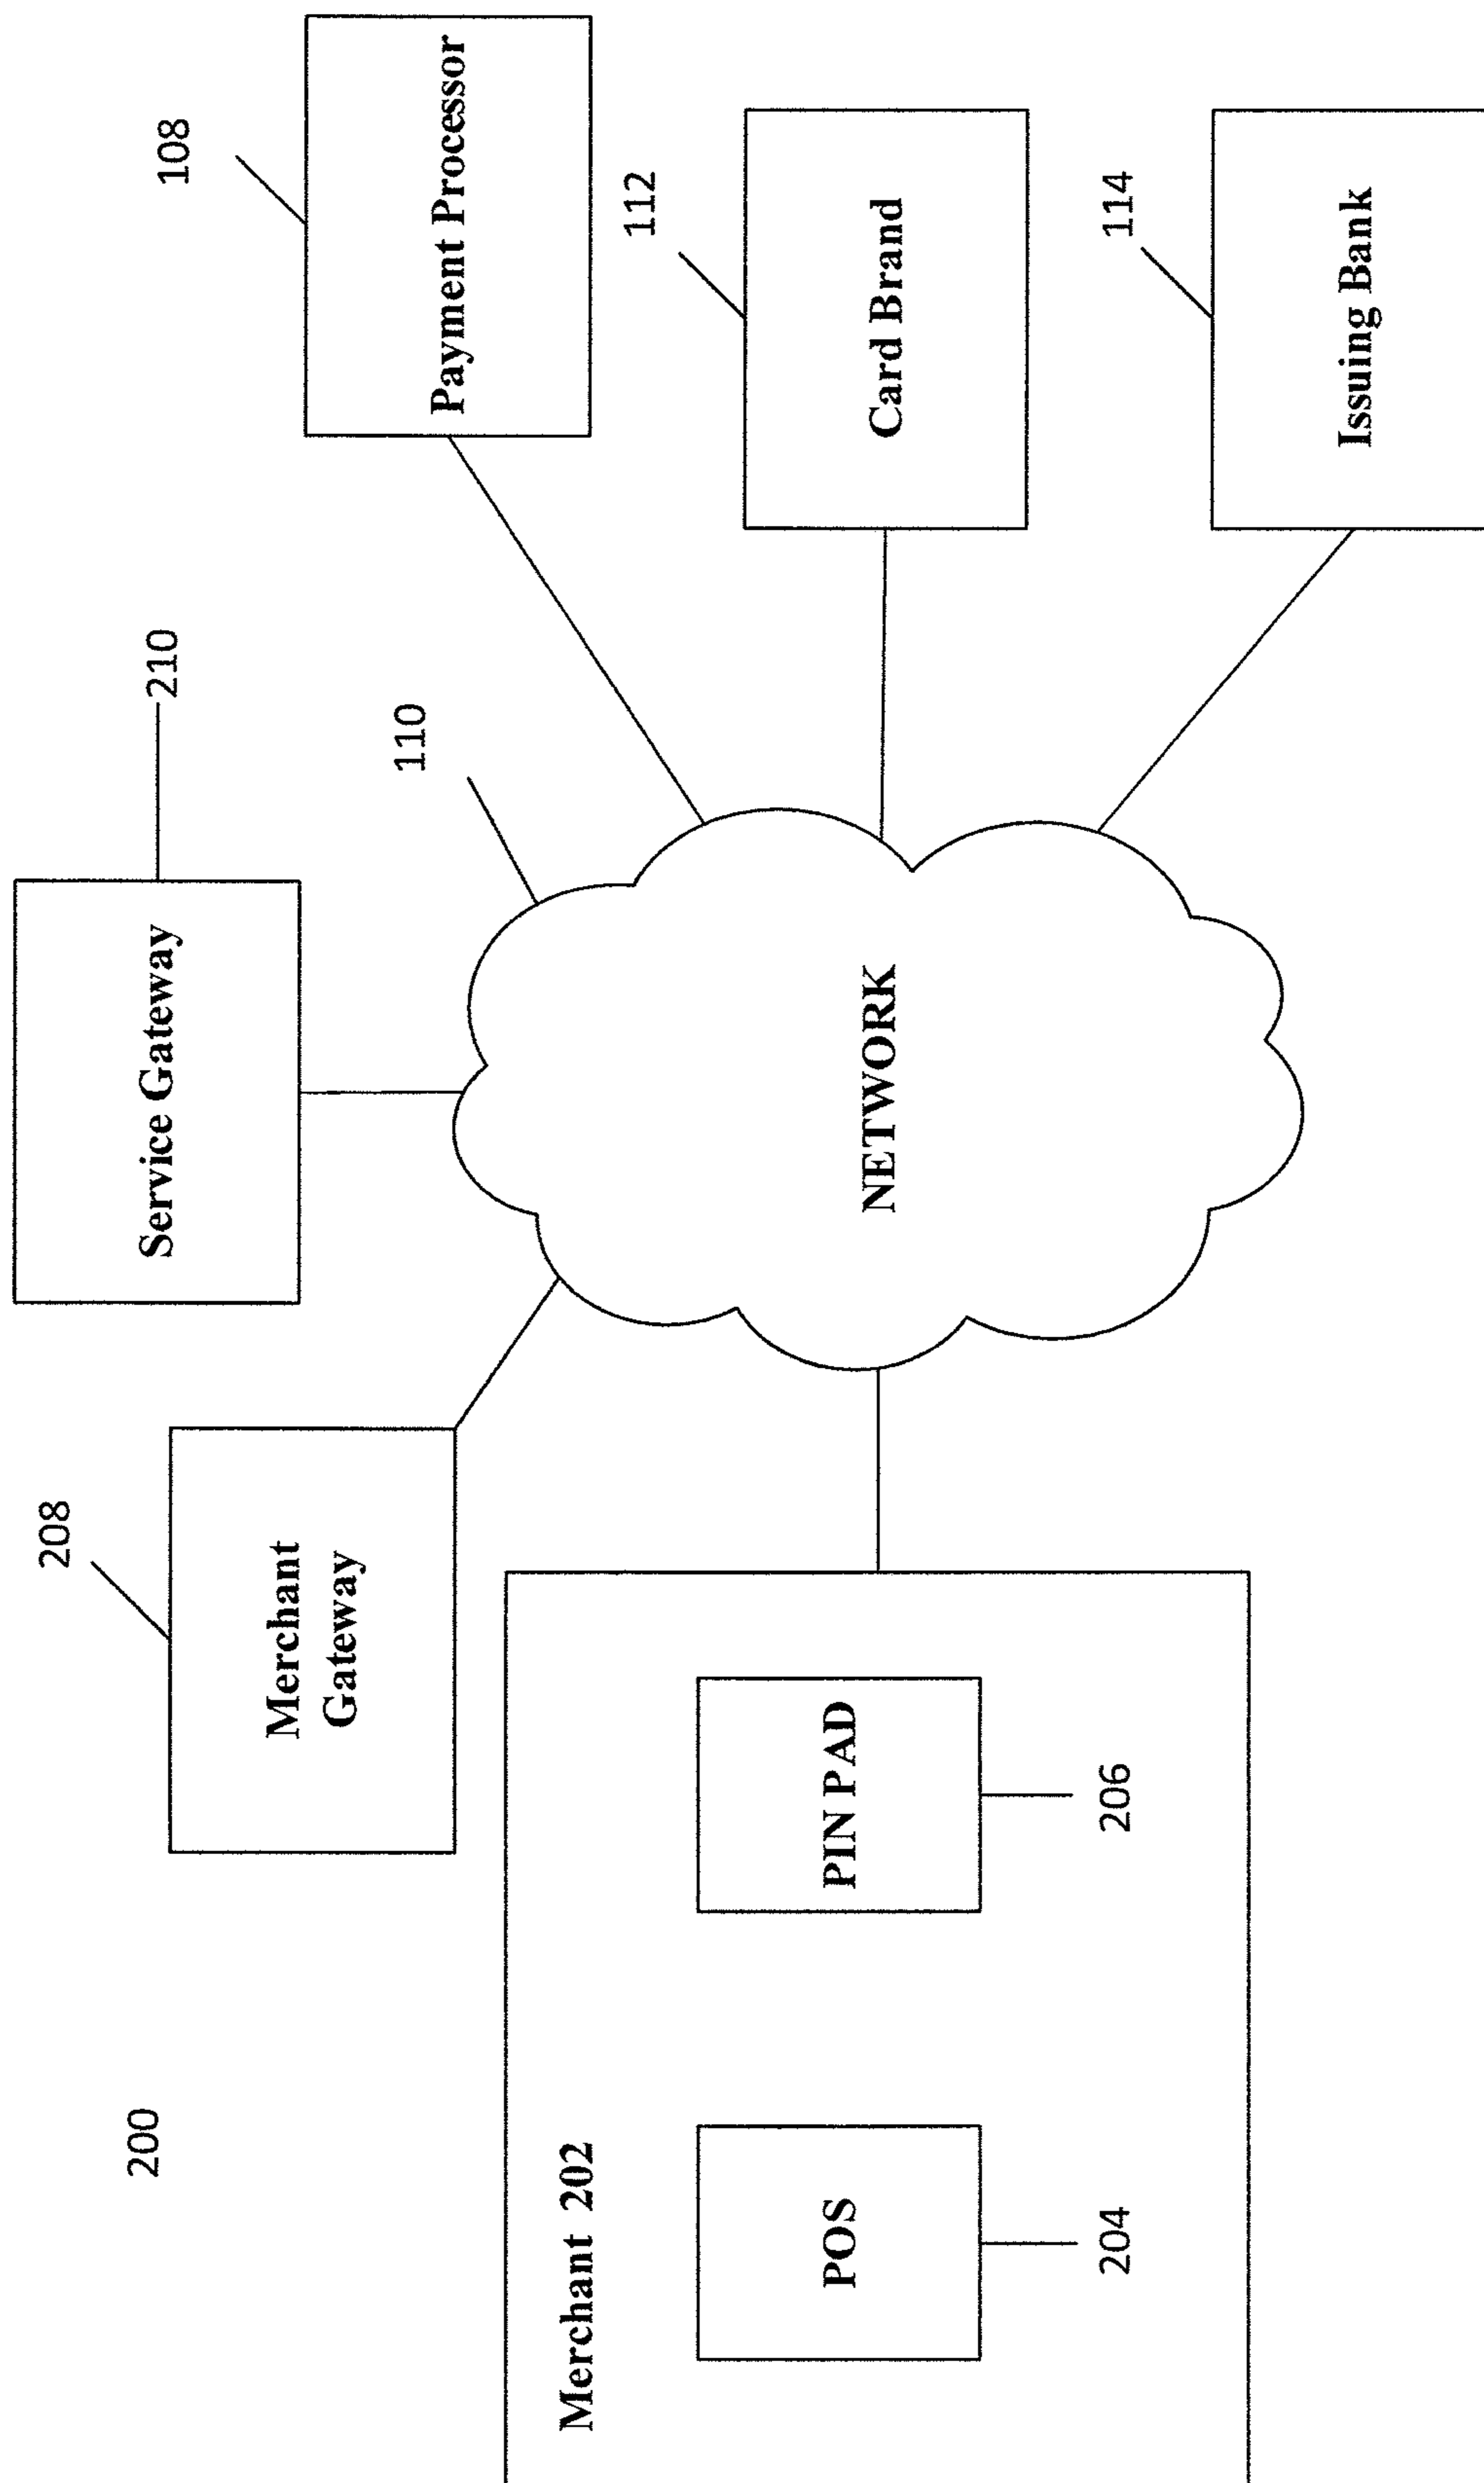 200
208
Merchant
Gateway
Service Gateway
210
110
108
Payment Processor
Merchant 202
POS
204
PIN PAD
206
NETWORK
112
Card Brand
114
Issuing Bank